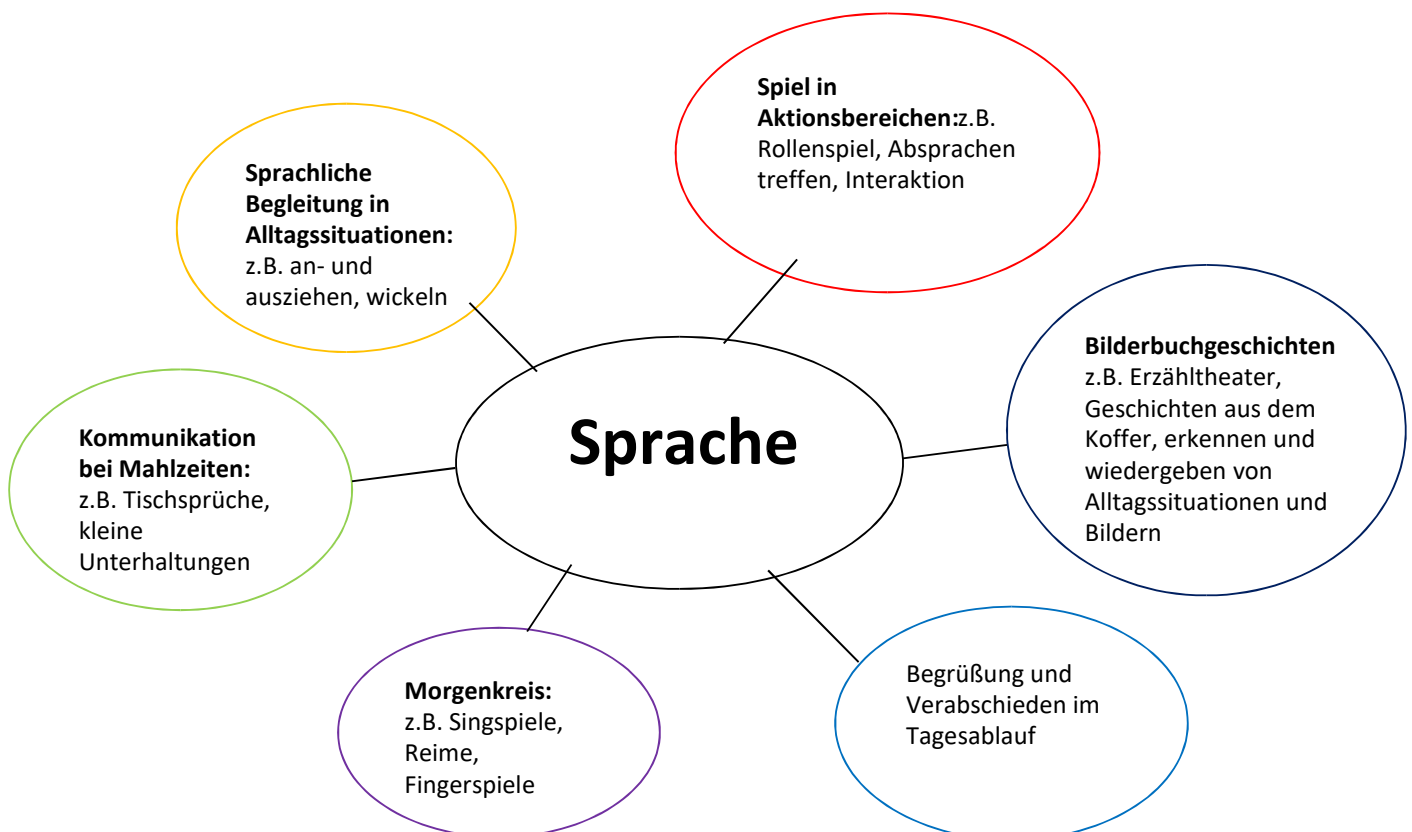 Spiel in
Aktionsbereichen:z.B.
Rollenspiel, Absprachen
treffen, Interaktion
Sprachliche
Begleitung in
Alltagssituationen:
z.B. an- und
ausziehen, wickeln
Bilderbuchgeschichten
z.B. Erzähltheater,
Geschichten aus dem
Koffer, erkennen und
wiedergeben von
Alltagssituationen und
Bildern
Sprache
Kommunikation
bei Mahlzeiten:
z.B. Tischsprüche,
kleine
Unterhaltungen
Morgenkreis:
z.B. Singspiele,
Reime,
Fingerspiele
Begrüßung und
Verabschieden im
Tagesablauf